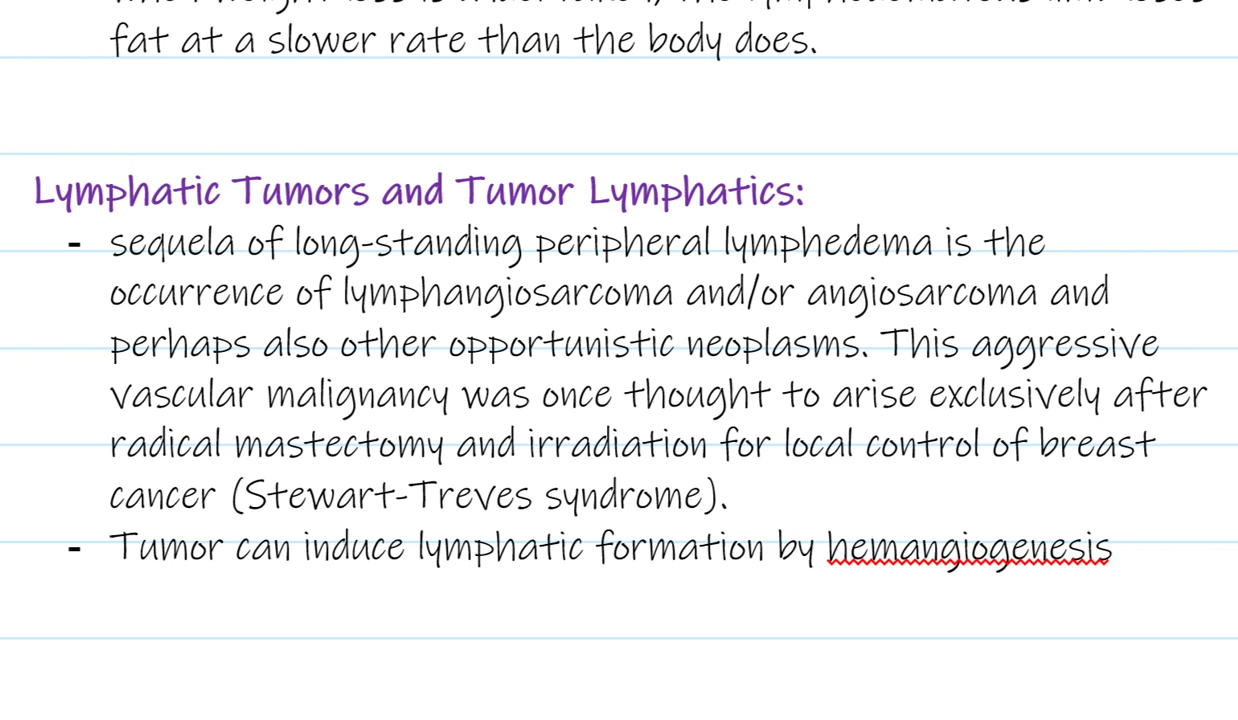 fat at a slower rate than the body does.
Lymphatic Tumors and Tumor Lymphatics:
- sequela of long-standing peripheral lymphedema is the
occurrence of lymphangiosarcoma and/or angiosarcoma and
perhaps also other opportunistic neoplasms. This aggressive
vascular malignancy was once thought to arise exclusively after
radical mastectomy and irradiation for local control of breast
cancer (Stewart-Treves syndrome).
- Tumor can induce lymphatic formation by hemangiogenesis